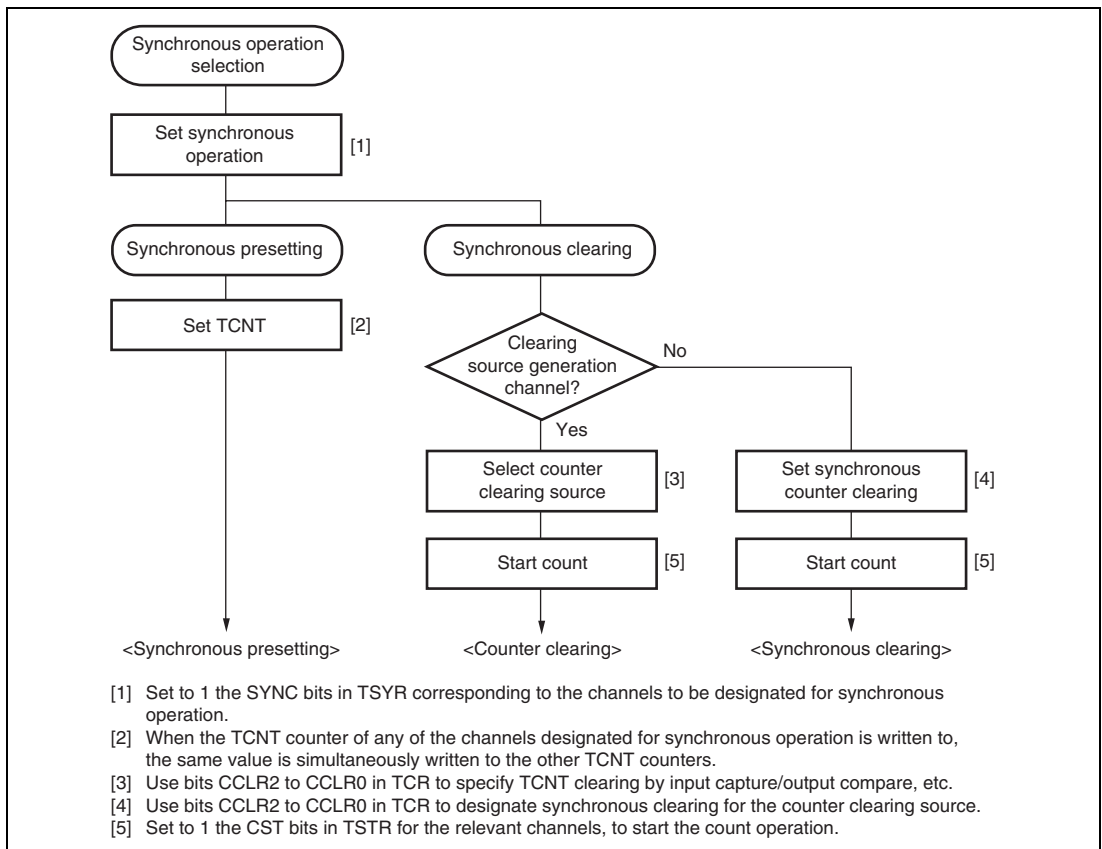 Synchronous operation
selection
Set synchronous
operation
[1]
Synchronous presetting
Synchronous clearing
Set TCNT
[2]
Clearing
source generation
channel?
No
Yes
Select counter
clearing source
[3]
Set synchronous
counter clearing
[4]
Start count
[5]
Start count
[5]
<Synchronous presetting>
<Counter clearing>
<Synchronous clearing>
[1] Set to 1 the SYNC bits in TSYR corresponding to the channels to be designated for synchronous
operation.
[2] When the TCNT counter of any of the channels designated for synchronous operation is written to,
the same value is simultaneously written to the other TCNT counters.
[3] Use bits CCLR2 to CCLR0 in TCR to specify TCNT clearing by input capture/output compare, etc.
[4] Use bits CCLR2 to CCLR0 in TCR to designate synchronous clearing for the counter clearing source.
[5] Set to 1 the CST bits in TSTR for the relevant channels, to start the count operation.